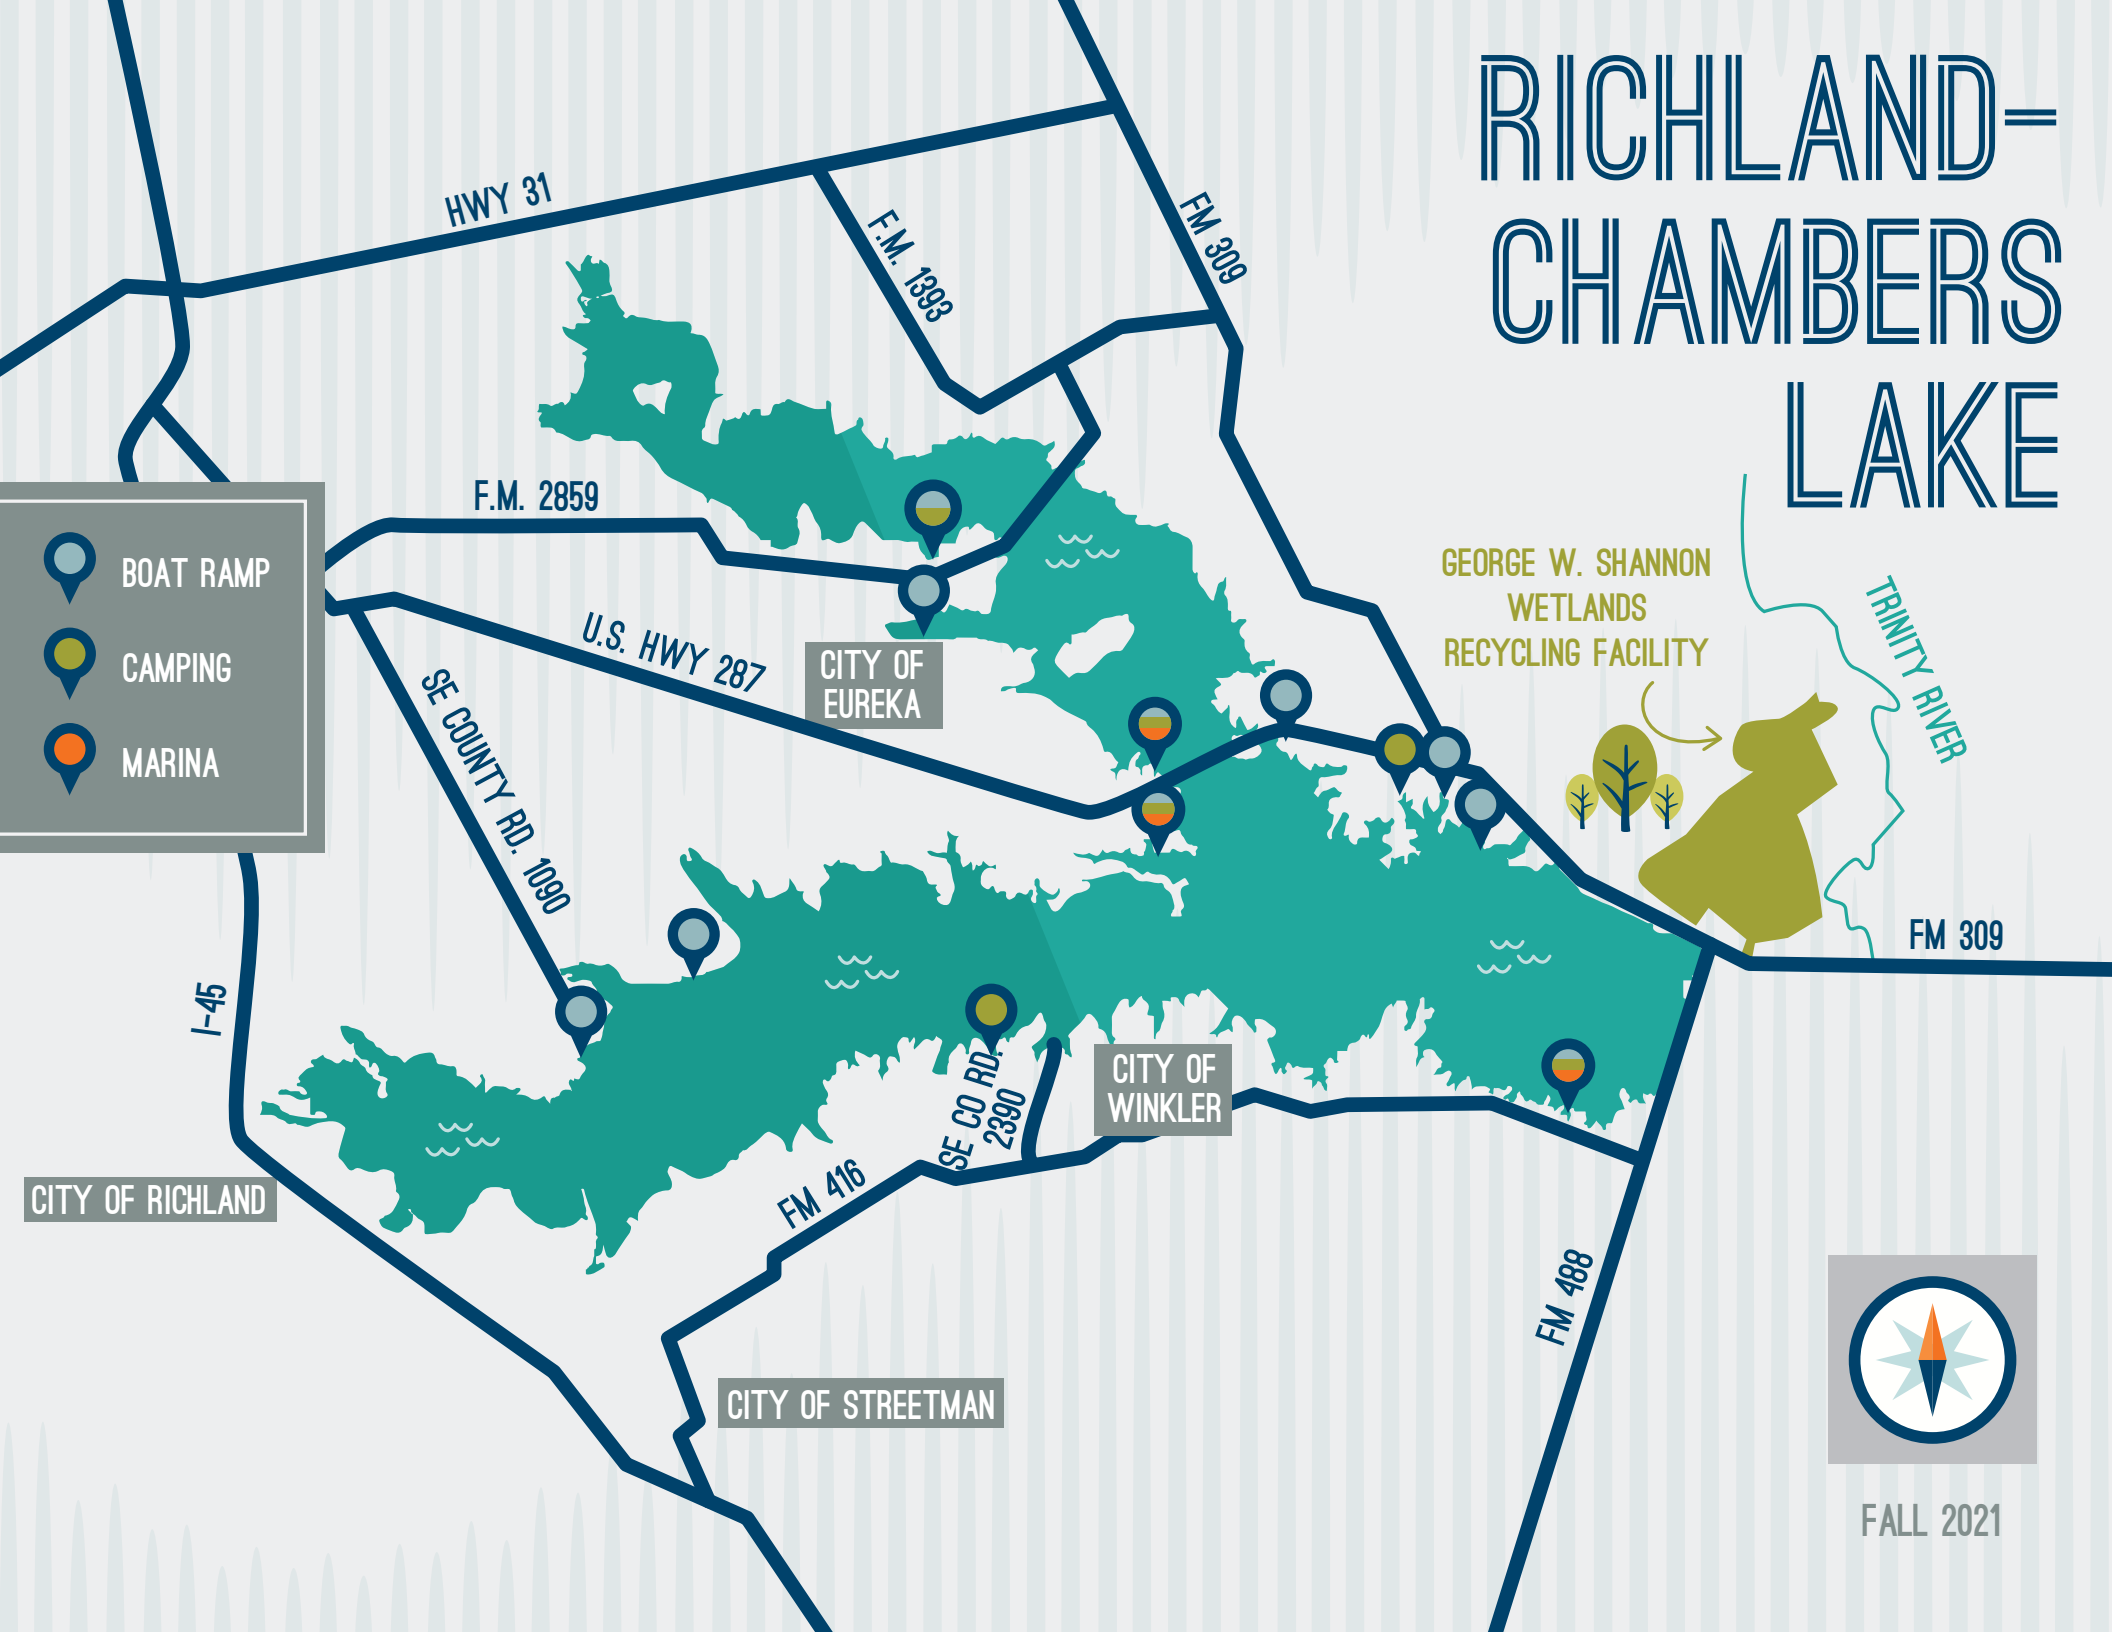 RICHLAND-
CHAMBERS
LAKE
HWY 31
F.M. 1393
FM 309
F.M. 2859
BOAT RAMP
CAMPING
MARINA
U.S. HWY 287
CITY OF
EUREKA
GEORGE W. SHANNON
WETLANDS
RECYCLING FACILITY
TRINITY RIVER
SE COUNTY RD. 1090
FM 309
I-45
SE CO RD.
2390
CITY OF
WINKLER
CITY OF RICHLAND
FM 416
FM 488
CITY OF STREETMAN
FALL 2021